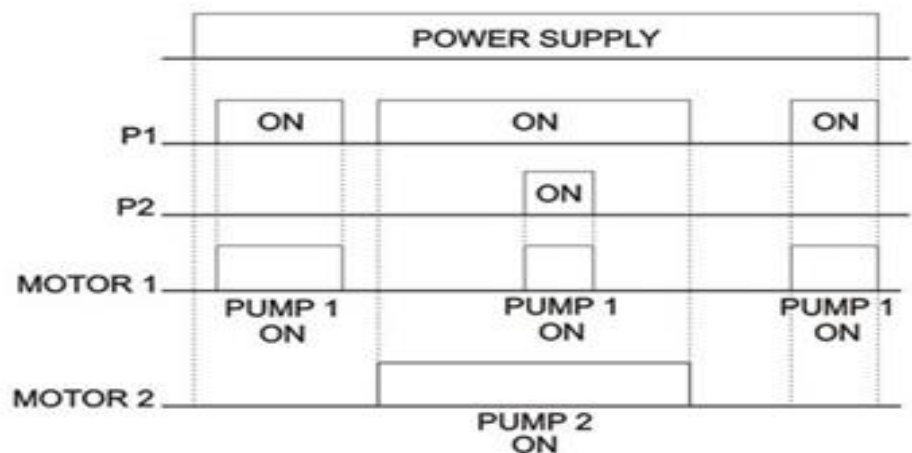 POWER SUPPLY
P1 ON ON ON
P2 ON
MOTOR 1
PUMP 1 PUMP 1 PUMP 1
ON ON ON
MOTOR 2
PUMP 2
ON